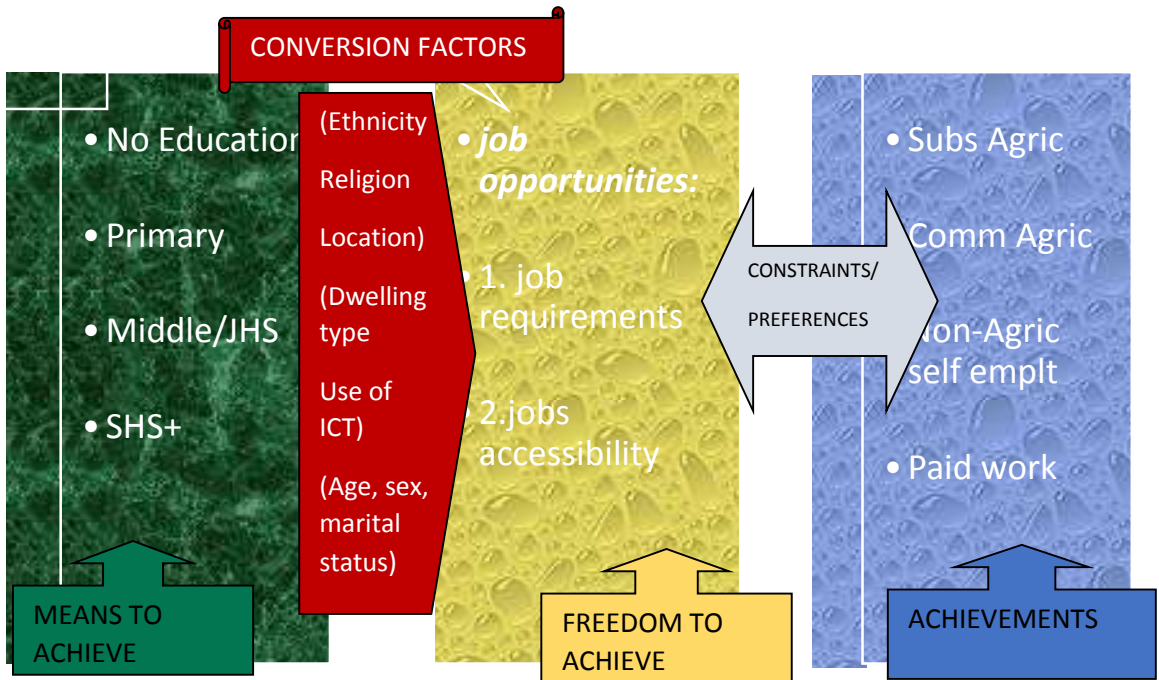 CONVERSION FACTORS
• No Education
• Primary
• Middle/JHS
• SHS+
MEANS TO
ACHIEVE
(Ethnicity
Religion
Location)
(Dwelling
type
Use of
ICT)
(Age, sex,
marital
status)
• job
opportunities:
• 1. job
requirements
• 2.jobs
accessibility
FREEDOM TO
ACHIEVE
CONSTRAINTS/
PREFERENCES
• Subs Agric
Comm Agric
Non-Agric
self emplt
• Paid work
ACHIEVEMENTS